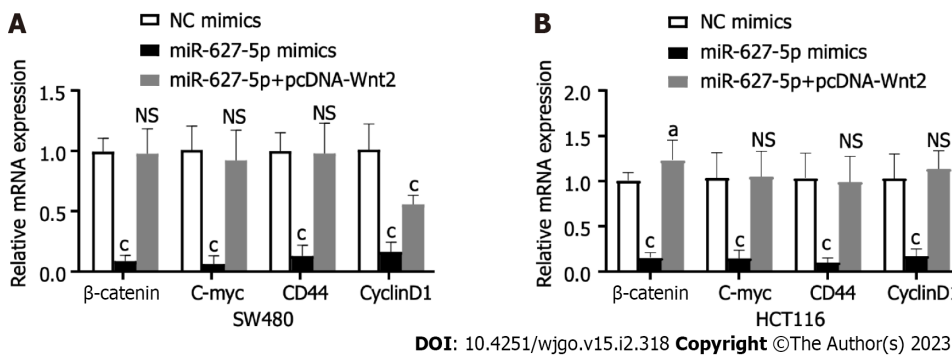 A
NC mimics
miR-627-5p mimics
miR-627-5p+pcDNA-Wnt2
Relative mRNA expression
1.5
1.0
0.5
0.0
NS
NS
NS
c
c
c
c
c
β-catenin
C-myc
CD44
CyclinD1
SW480
B
NC mimics
miR-627-5p mimics
miR-627-5p+pcDNA-Wnt2
Relative mRNA expression
2.0
1.5
1.0
0.5
0.0
a
NS
NS
NS
c
c
c
c
β-catenin
C-myc
CD44
CyclinD1
HCT116
DOI: 10.4251/wjgo.v15.i2.318 Copyright ©The Author(s) 2023